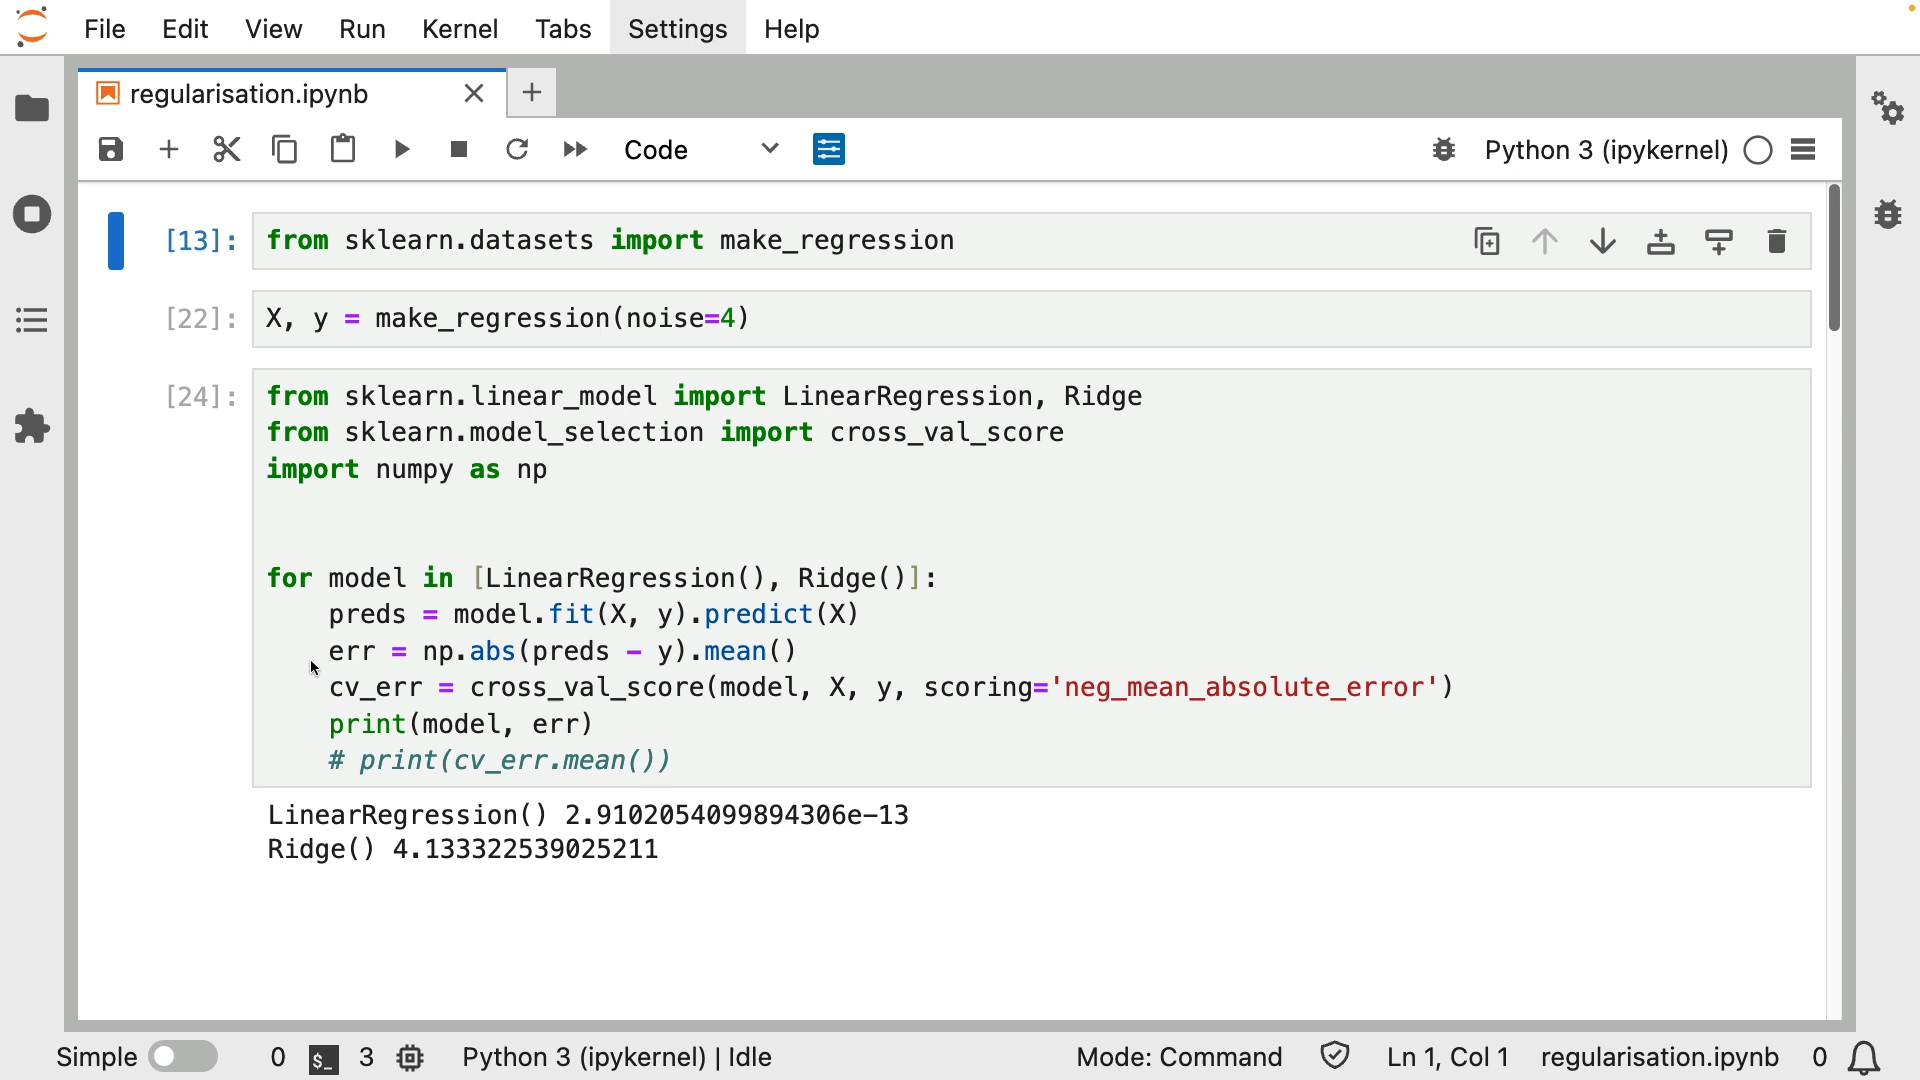 File Edit View Run Kernel Tabs Settings Help
regularisation.ipynb
Code
Python 3 (ipykernel)
[13]: from sklearn.datasets import make_regression
[22]: X, y = make_regression(noise=4)
[24]: from sklearn.linear_model import LinearRegression, Ridge
from sklearn.model_selection import cross_val_score
import numpy as np
for model in [LinearRegression(), Ridge()]:
    preds = model.fit(X, y).predict(X)
    err = np.abs(preds - y).mean()
    cv_err = cross_val_score(model, X, y, scoring='neg_mean_absolute_error')
    print(model, err)
    # print(cv_err.mean())
LinearRegression() 2.9102054099894306e-13
Ridge() 4.133322539025211
Simple 0 $_ 3 Python 3 (ipykernel) | Idle Mode: Command Ln 1, Col 1 regularisation.ipynb 0